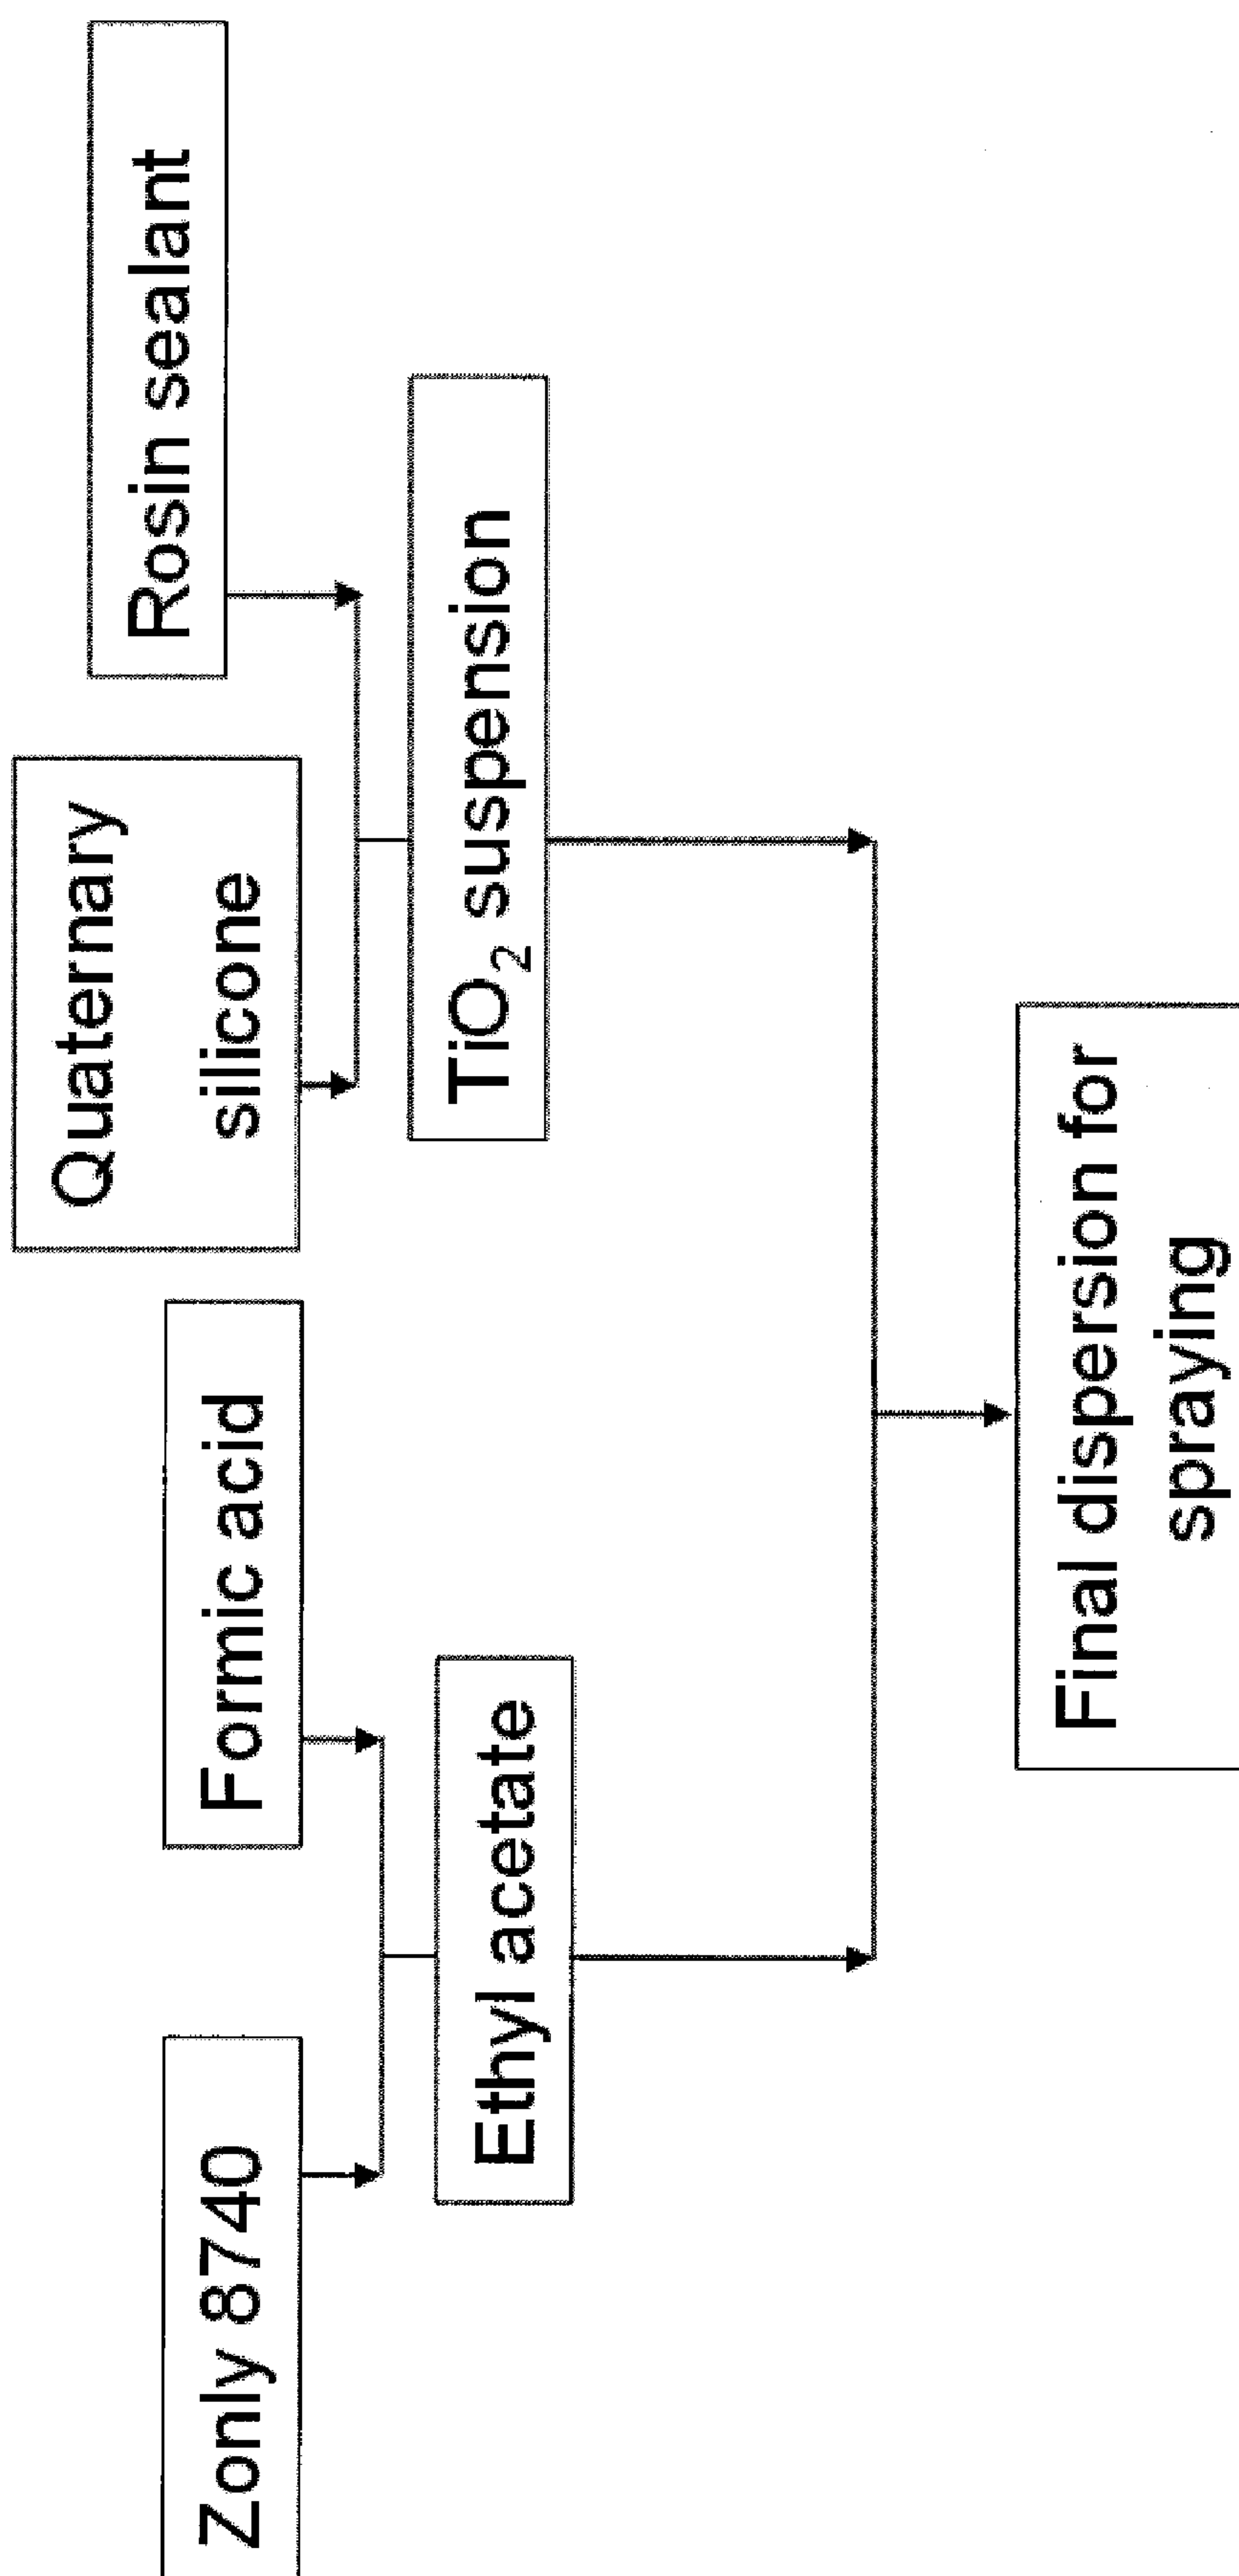 Zonly 8740
Formic acid
Quaternary
silicone
Rosin sealant
Ethyl acetate
TiO₂ suspension
Final dispersion for
spraying